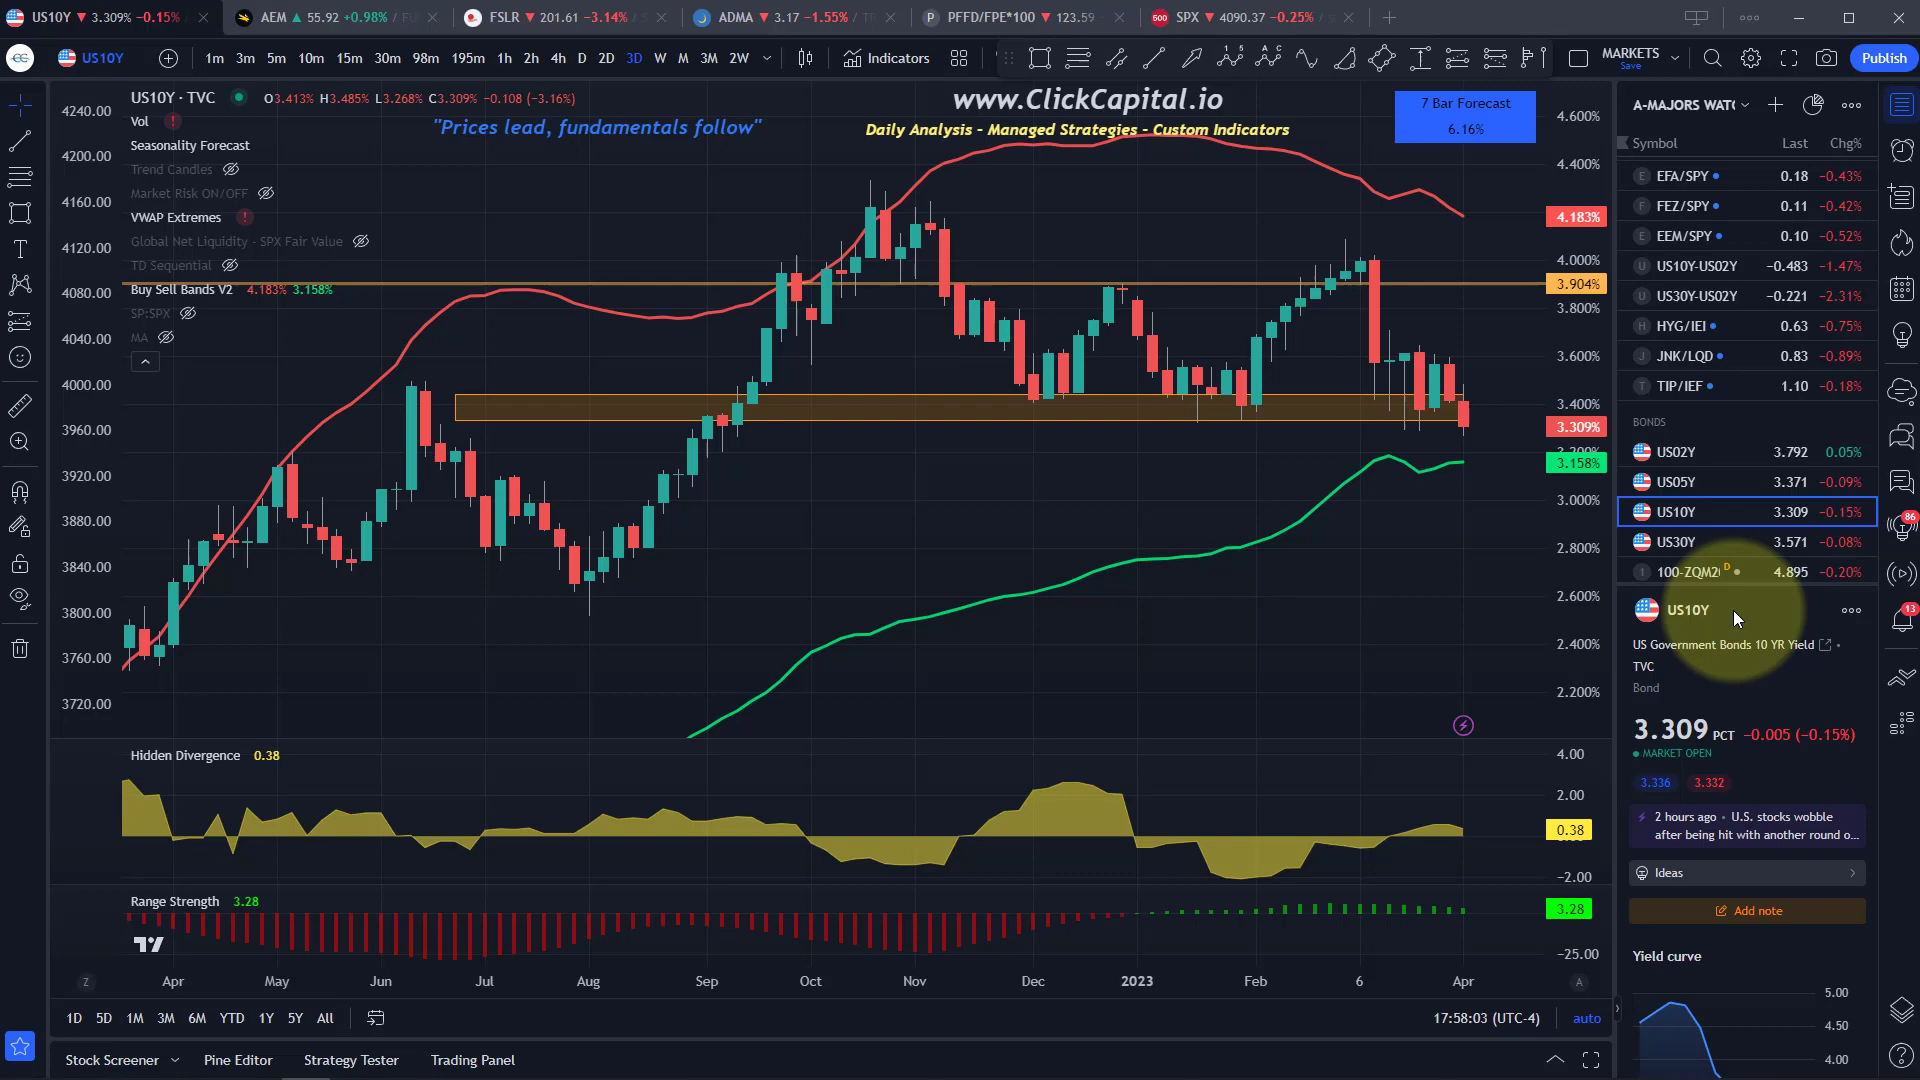 US10Y 3.309% −0.15%
AEM 55.92 +0.98% / FU
FSLR 201.61 −3.14% / S
ADMA 3.17 −1.55% / TR
PFFD/FPE*100 123.59
500 SPX 4090.37 −0.25% / S
CC US10Y 1m 3m 5m 10m 15m 30m 98m 195m 1h 2h 4h D 2D 3D W M 3M 2W Indicators MARKETS Save Publish
US10Y · TVC O3.413% H3.485% L3.268% C3.309% −0.108 (−3.16%)
Vol
Seasonality Forecast
Trend Candles
Market Risk ON/OFF
VWAP Extremes
Global Net Liquidity - SPX Fair Value
TD Sequential
Buy Sell Bands V2 4.183% 3.158%
SP:SPX
MA
"Prices lead, fundamentals follow"
www.ClickCapital.io
Daily Analysis - Managed Strategies - Custom Indicators
7 Bar Forecast
6.16%
4240.00
4200.00
4160.00
4120.00
4080.00
4040.00
4000.00
3960.00
3920.00
3880.00
3840.00
3800.00
3760.00
3720.00
4.600%
4.400%
4.183%
4.000%
3.904%
3.800%
3.600%
3.400%
3.309%
3.200%
3.158%
3.000%
2.800%
2.600%
2.400%
2.200%
Hidden Divergence 0.38
4.00
2.00
0.38
−2.00
Range Strength 3.28
3.28
−25.00
Z Apr May Jun Jul Aug Sep Oct Nov Dec 2023 Feb 6 Apr A
1D 5D 1M 3M 6M YTD 1Y 5Y All 17:58:03 (UTC-4) auto
Stock Screener Pine Editor Strategy Tester Trading Panel
A-MAJORS WATC
Symbol Last Chg%
E EFA/SPY 0.18 −0.43%
F FEZ/SPY 0.11 −0.42%
E EEM/SPY 0.10 −0.52%
U US10Y-US02Y −0.483 −1.47%
U US30Y-US02Y −0.221 −2.31%
H HYG/IEI 0.63 −0.75%
J JNK/LQD 0.83 −0.89%
T TIP/IEF 1.10 −0.18%
BONDS
US02Y 3.792 0.05%
US05Y 3.371 −0.09%
US10Y 3.309 −0.15%
US30Y 3.571 −0.08%
1 100-ZQM2 D 4.895 −0.20%
US10Y
US Government Bonds 10 YR Yield
TVC
Bond
3.309 PCT −0.005 (−0.15%)
MARKET OPEN
3.336 3.332
2 hours ago · U.S. stocks wobble
after being hit with another round o...
Ideas
Add note
Yield curve
5.00
4.50
4.00
86
13